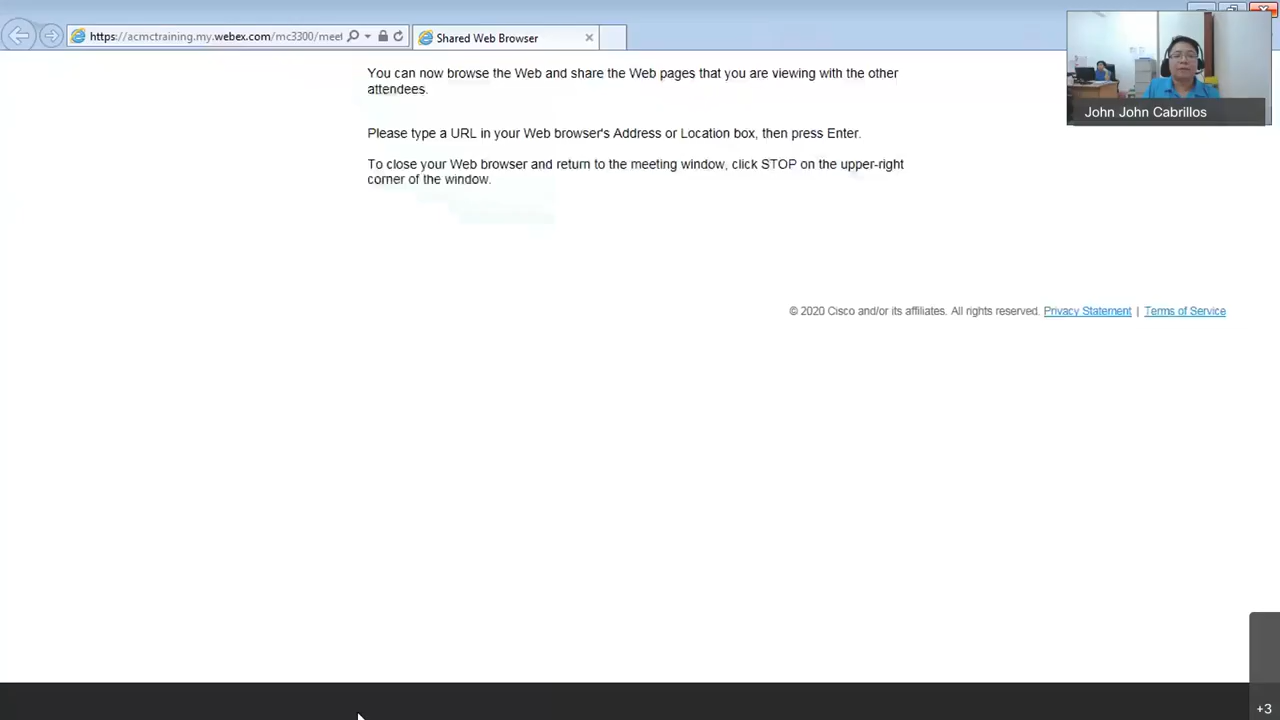 https://acmctraining.my.webex.com/mc3300/meet
Shared Web Browser
John John Cabrillos
You can now browse the Web and share the Web pages that you are viewing with the other
attendees.
Please type a URL in your Web browser's Address or Location box, then press Enter.
To close your Web browser and return to the meeting window, click STOP on the upper-right
corner of the window.
© 2020 Cisco and/or its affiliates. All rights reserved. Privacy Statement | Terms of Service
+3